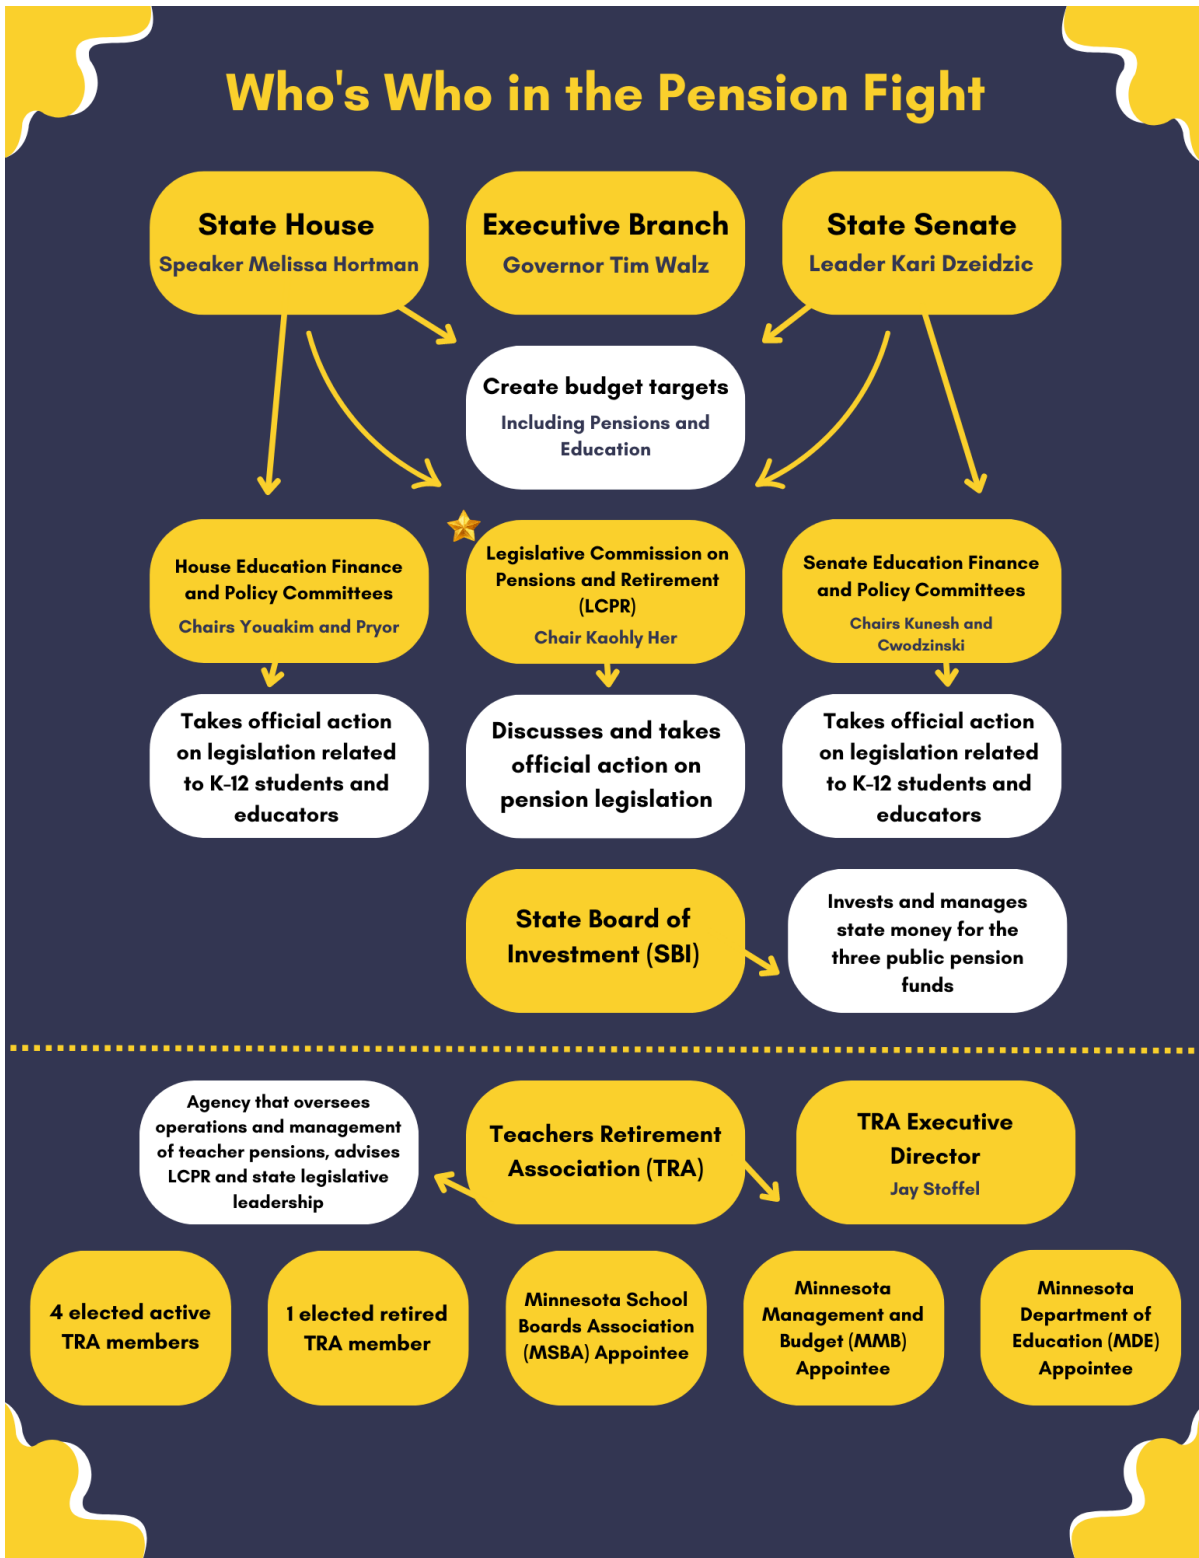 Who's Who in the Pension Fight
State House
Speaker Melissa Hortman
Executive Branch
Governor Tim Walz
State Senate
Leader Kari Dzeidzic
Create budget targets
Including Pensions and
Education
House Education Finance
and Policy Committees
Chairs Youakim and Pryor
Legislative Commission on
Pensions and Retirement
(LCPR)
Chair Kaohly Her
Senate Education Finance
and Policy Committees
Chairs Kunesh and
Cwodzinski
Takes official action
on legislation related
to K-12 students and
educators
Discusses and takes
official action on
pension legislation
Takes official action
on legislation related
to K-12 students and
educators
State Board of
Investment (SBI)
Invests and manages
state money for the
three public pension
funds
Agency that oversees
operations and management
of teacher pensions, advises
LCPR and state legislative
leadership
Teachers Retirement
Association (TRA)
TRA Executive
Director
Jay Stoffel
4 elected active
TRA members
1 elected retired
TRA member
Minnesota School
Boards Association
(MSBA) Appointee
Minnesota
Management and
Budget (MMB)
Appointee
Minnesota
Department of
Education (MDE)
Appointee